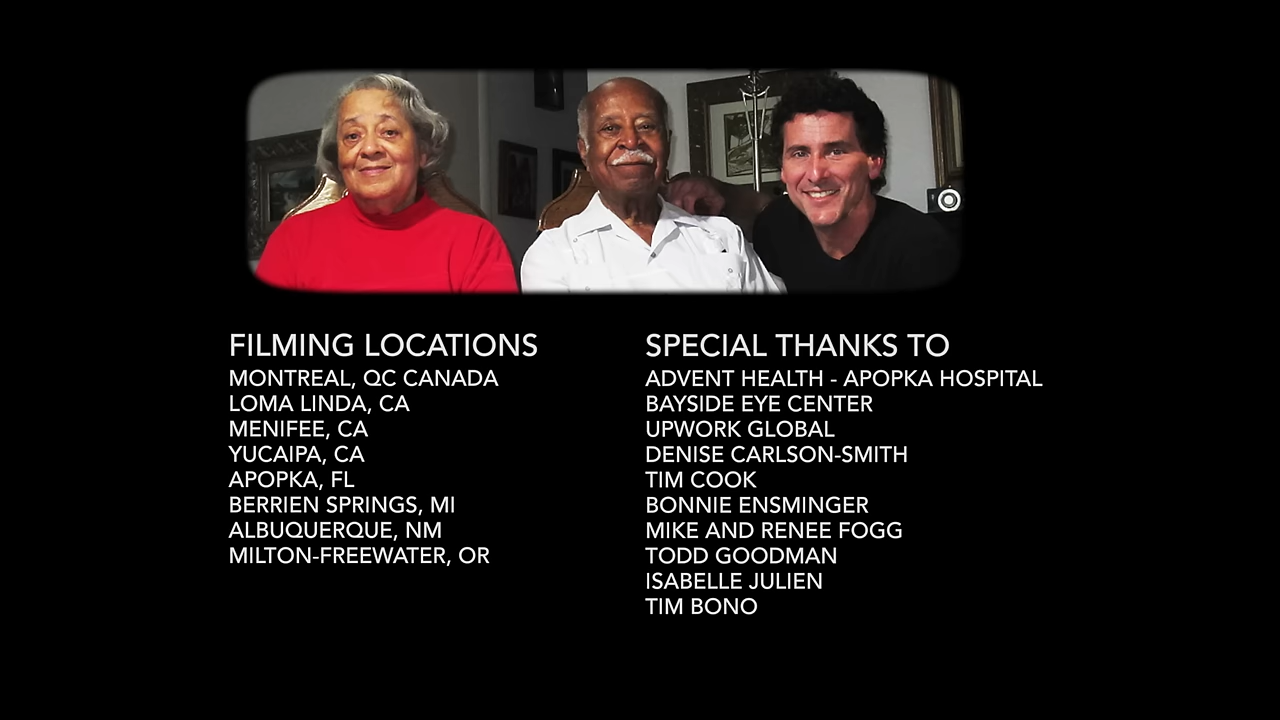 FILMING LOCATIONS
MONTREAL, QC CANADA
LOMA LINDA, CA
MENIFEE, CA
YUCAIPA, CA
APOPKA, FL
BERRIEN SPRINGS, MI
ALBUQUERQUE, NM
MILTON-FREEWATER, OR
SPECIAL THANKS TO
ADVENT HEALTH - APOPKA HOSPITAL
BAYSIDE EYE CENTER
UPWORK GLOBAL
DENISE CARLSON-SMITH
TIM COOK
BONNIE ENSMINGER
MIKE AND RENEE FOGG
TODD GOODMAN
ISABELLE JULIEN
TIM BONO